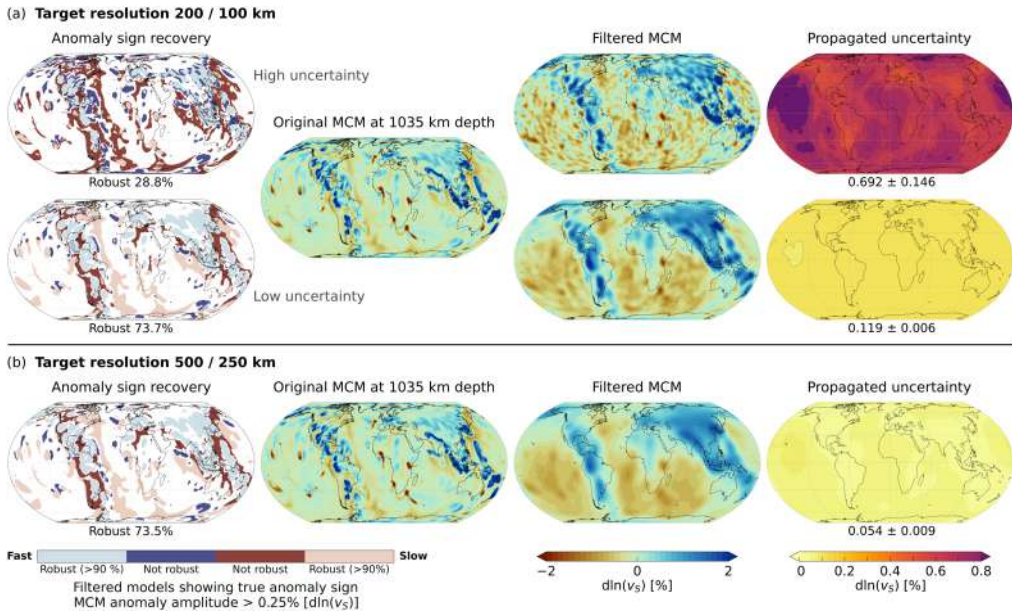 (a) Target resolution 200 / 100 km
Anomaly sign recovery
High uncertainty
Robust 28.8%
Original MCM at 1035 km depth
Filtered MCM
Propagated uncertainty
0.692 ± 0.146
Low uncertainty
Robust 73.7%
0.119 ± 0.006
(b) Target resolution 500 / 250 km
Anomaly sign recovery
Original MCM at 1035 km depth
Filtered MCM
Propagated uncertainty
Robust 73.5%
0.054 ± 0.009
Fast
Slow
Robust (>90 %)
Not robust
Not robust
Robust (>90%)
Filtered models showing true anomaly sign
MCM anomaly amplitude > 0.25% [dln(vS)]
−2 0 2
dln(vS) [%]
0 0.2 0.4 0.6 0.8
dln(vS) [%]